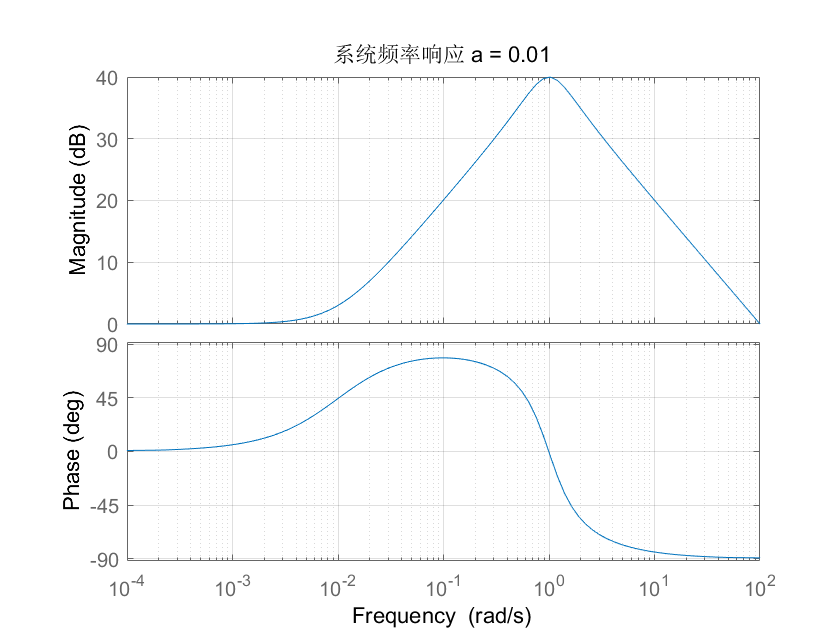 系统频率响应 a = 0.01
Magnitude (dB)
40
30
20
10
0
Phase (deg)
90
45
0
-45
-90
10^-4 10^-3 10^-2 10^-1 10^0 10^1 10^2
Frequency (rad/s)